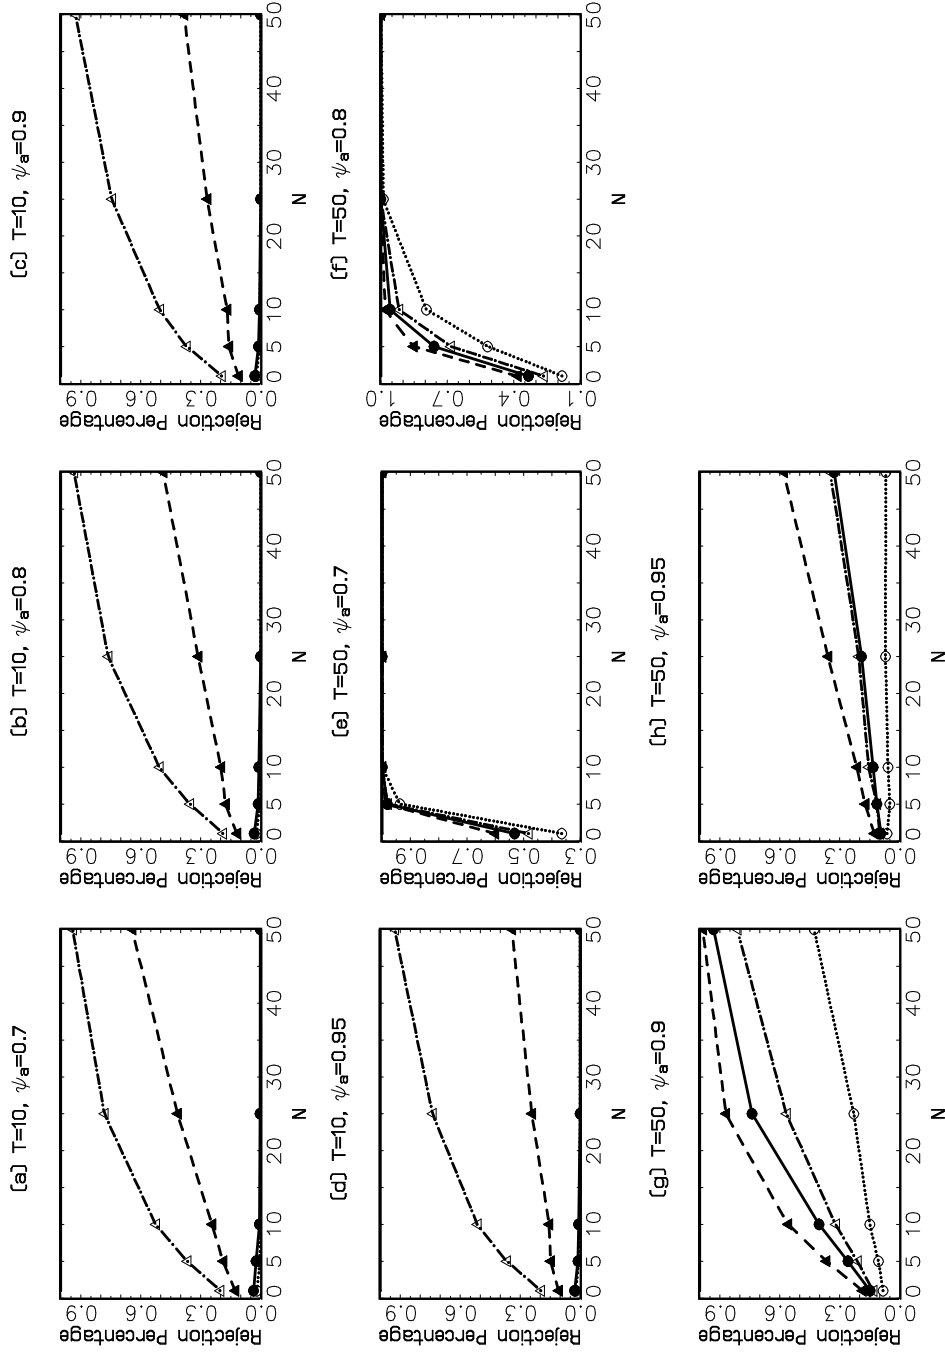 (a) T=10, ψa=0.7
Rejection Percentage
0.9
0.6
0.3
0.0
0 5 10 20 30 40 50
N
(b) T=10, ψa=0.8
Rejection Percentage
0.9
0.6
0.3
0.0
0 5 10 20 30 40 50
N
(c) T=10, ψa=0.9
Rejection Percentage
0.9
0.6
0.3
0.0
0 5 10 20 30 40 50
N
(d) T=10, ψa=0.95
Rejection Percentage
0.9
0.6
0.3
0.0
0 5 10 20 30 40 50
N
(e) T=50, ψa=0.7
Rejection Percentage
0.9
0.7
0.5
0.3
0 5 10 20 30 40 50
N
(f) T=50, ψa=0.8
Rejection Percentage
1.0
0.7
0.4
0.1
0 5 10 20 30 40 50
N
(g) T=50, ψa=0.9
Rejection Percentage
0.9
0.6
0.3
0.0
0 5 10 20 30 40 50
N
(h) T=50, ψa=0.95
Rejection Percentage
0.9
0.6
0.3
0.0
0 5 10 20 30 40 50
N